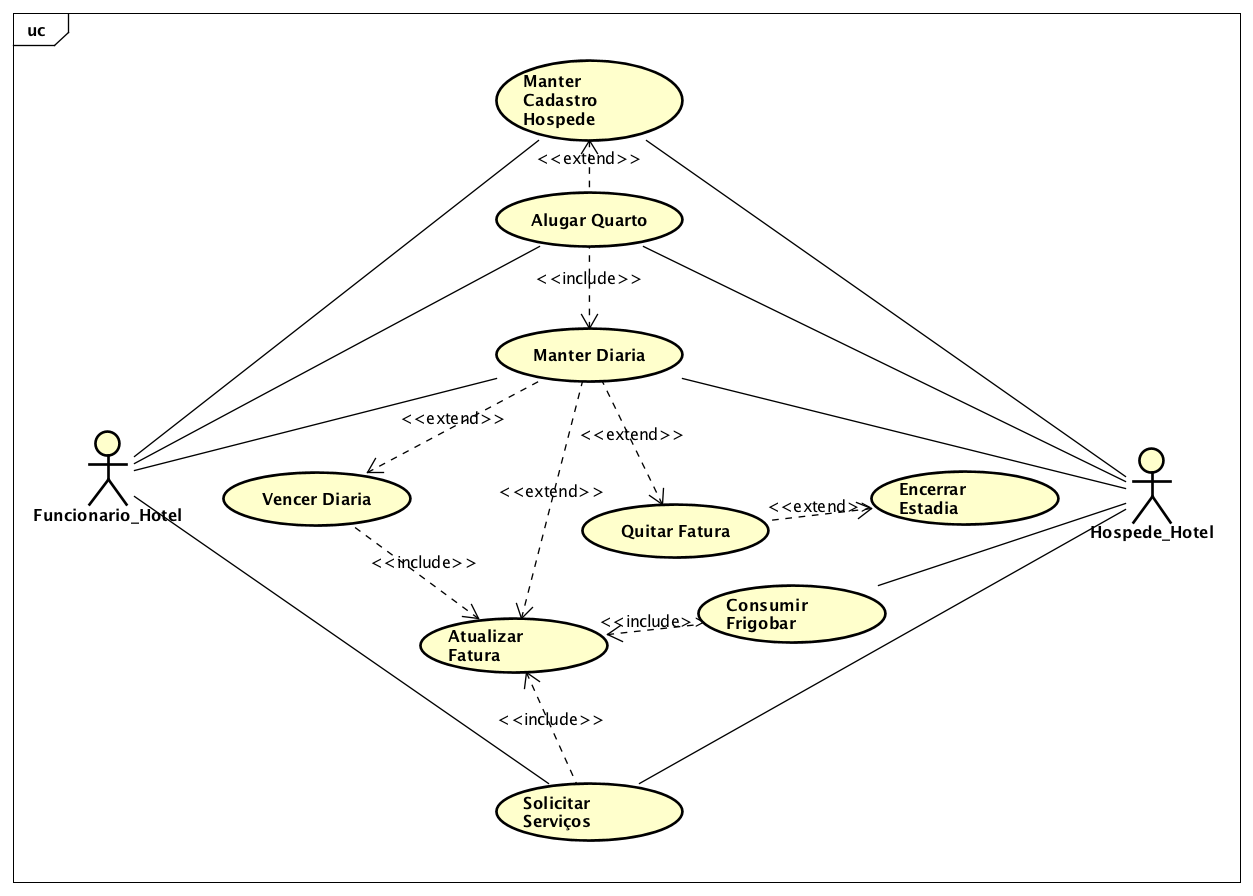 uc
Manter
Cadastro
Hospede
<<extend>>
Alugar Quarto
<<include>>
Manter Diaria
<<extend>>
<<extend>>
<<extend>>
Vencer Diaria
Encerrar
Estadia
<<extend>>
Quitar Fatura
Funcionario_Hotel
Hospede_Hotel
<<include>>
Consumir
Frigobar
<<include>>
Atualizar
Fatura
<<include>>
Solicitar
Serviços